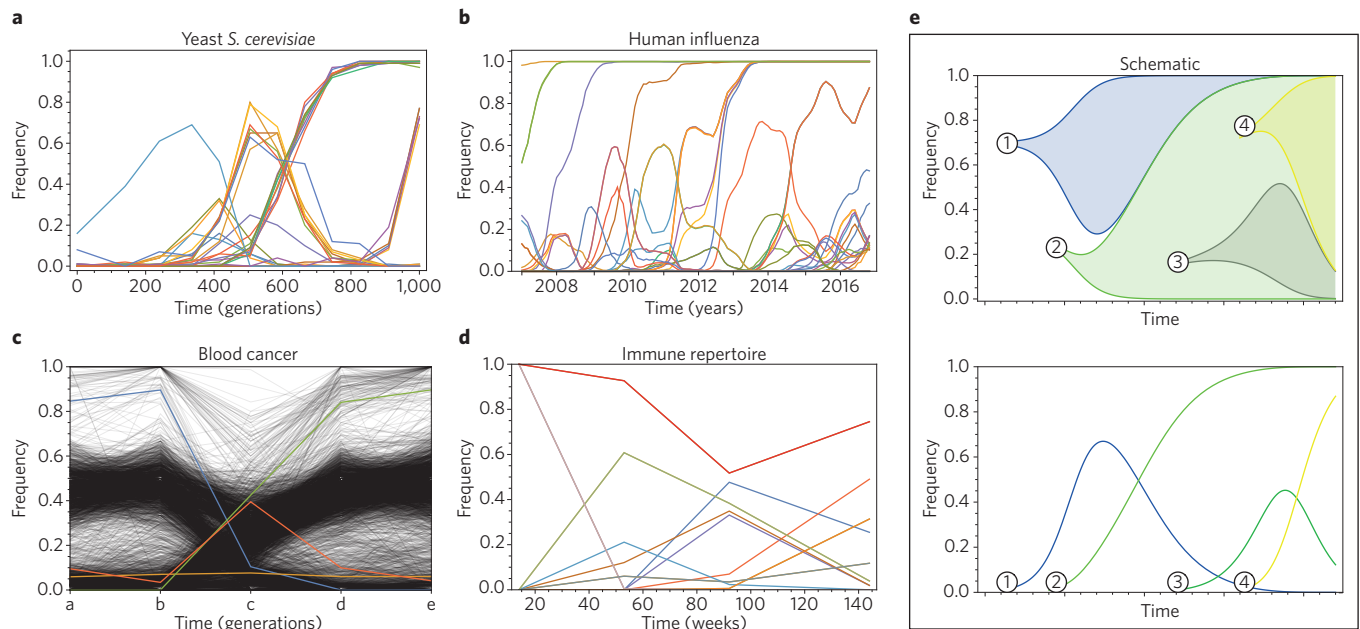 a
Yeast S. cerevisiae
1.0
0.8
0.6
0.4
0.2
0.0
Frequency
0 200 400 600 800 1,000
Time (generations)
b
Human influenza
1.0
0.8
0.6
0.4
0.2
0.0
Frequency
2008 2010 2012 2014 2016
Time (years)
c
Blood cancer
1.0
0.8
0.6
0.4
0.2
0.0
Frequency
a b c d e
Time (generations)
d
Immune repertoire
1.0
0.8
0.6
0.4
0.2
0.0
Frequency
20 40 60 80 100 120 140
Time (weeks)
e
Schematic
1.0
0.8
0.6
0.4
0.2
0.0
Frequency
1
2
3
4
Time
1.0
0.8
0.6
0.4
0.2
0.0
Frequency
1 2 3 4
Time